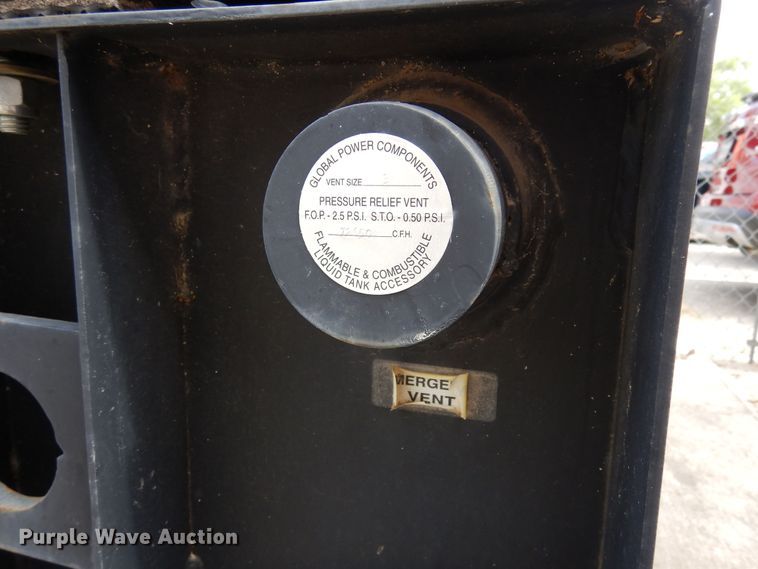 GLOBAL POWER COMPONENTS
VENT SIZE
PRESSURE RELIEF VENT
F.O.P. - 2.5 P.S.I. S.T.O. - 0.50 P.S.I.
C.F.H.
FLAMMABLE & COMBUSTIBLE
LIQUID TANK ACCESSORY
MERGE
VENT
Purple Wave Auction